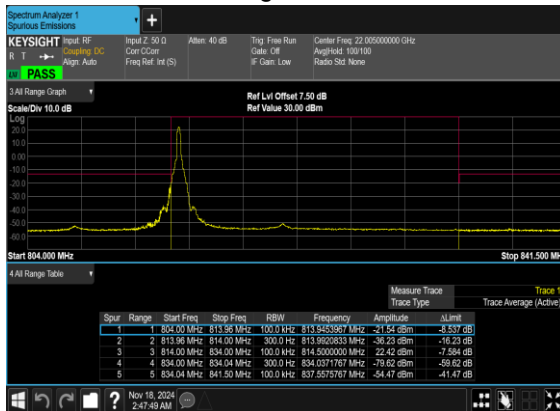 Spectrum Analyzer 1
Spurious Emissions
KEYSIGHT Input: RF Input Z: 50 Ω Atten: 40 dB Trig: Free Run Center Freq: 22.005000000 GHz
R T Coupling: DC Corr CCorr Gate: Off Avg|Hold: 100/100
Align: Auto Freq Ref: Int (S) IF Gain: Low Radio Std: None
PASS
3 All Range Graph Ref Lvl Offset 7.50 dB
Scale/Div 10.0 dB Ref Value 30.00 dBm
Log
20.0
10.0
0.00
-10.0
-20.0
-30.0
-40.0
-50.0
-60.0
Start 804.000 MHz Stop 841.500 MH
4 All Range Table
Measure Trace Trace 1
Trace Type Trace Average (Active)
Spur Range Start Freq Stop Freq RBW Frequency Amplitude ΔLimit
1 1 804.00 MHz 813.96 MHz 100.0 kHz 813.9453967 MHz -21.54 dBm -8.537 dB
2 2 813.96 MHz 814.00 MHz 300.0 Hz 813.9920833 MHz -36.23 dBm -16.23 dB
3 3 814.00 MHz 834.00 MHz 100.0 kHz 814.5000000 MHz 22.42 dBm -7.584 dB
4 4 834.00 MHz 834.04 MHz 300.0 Hz 834.0371767 MHz -79.62 dBm -59.62 dB
5 5 834.04 MHz 841.50 MHz 100.0 kHz 837.5575767 MHz -54.47 dBm -41.47 dB
Nov 18, 2024
2:47:49 AM